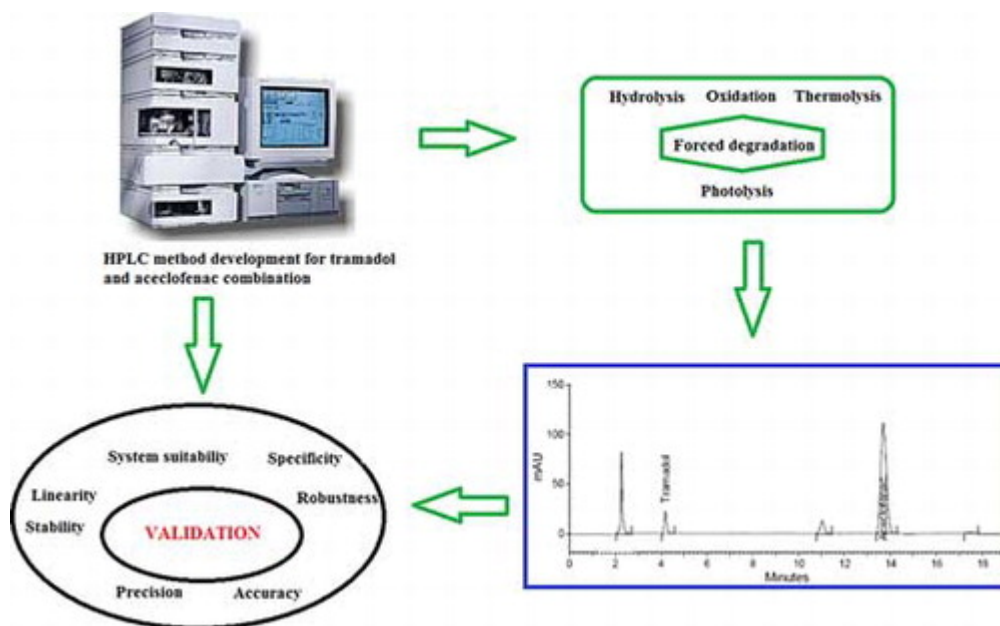 Hydrolysis Oxidation Thermolysis
Forced degradation
Photolysis
HPLC method development for tramadol
and aceclofenac combination
System suitabiliy
Specificity
Linearity
Robustness
Stability
VALIDATION
Precision
Accuracy
150
100
50
0
mAU
Tramadol
0 2 4 6 8 10 12 14 16
Minutes